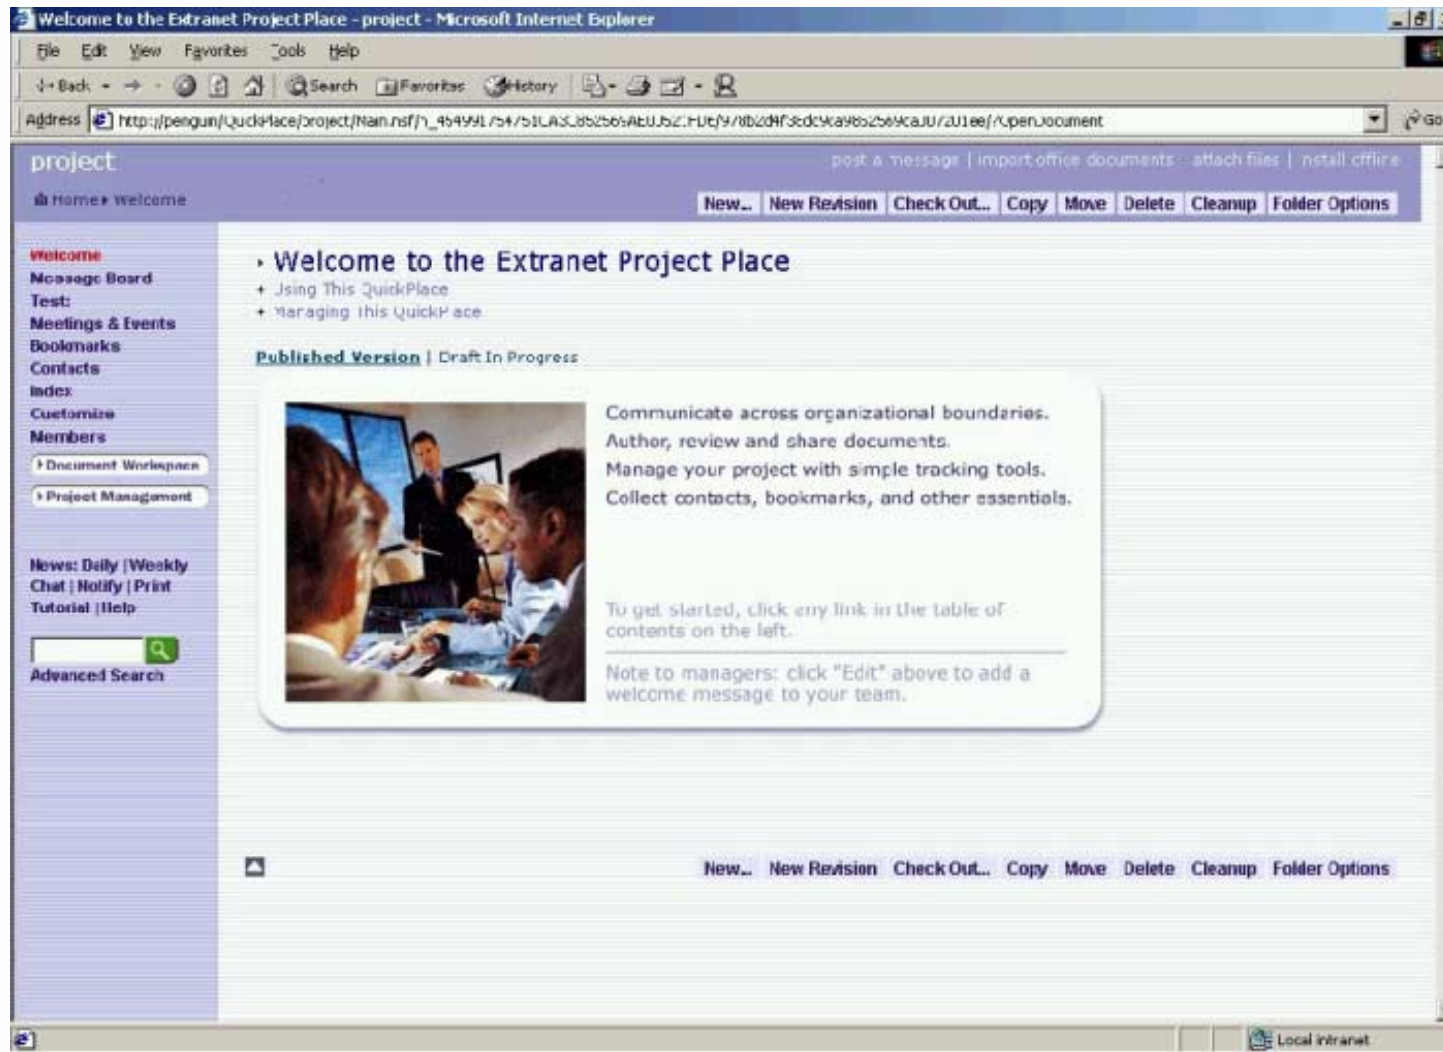 Welcome to the Extranet Project Place - project - Microsoft Internet Explorer
File Edit View Favorites Tools Help
Back Search Favorites History
Address Go
project
post a message | import office documents attach files | install offline
Home Welcome
New... New Revision Check Out... Copy Move Delete Cleanup Folder Options
Welcome
Message Board
Test:
Meetings & Events
Bookmarks
Contacts
Index
Customize
Members
Document Workspace
Project Management
News: Daily | Weekly
Chat | Notify | Print
Tutorial | Help
Advanced Search
Welcome to the Extranet Project Place
+ Using This QuickPlace
+ Managing This QuickPlace
Published Version | Draft In Progress
Communicate across organizational boundaries.
Author, review and share documents.
Manage your project with simple tracking tools.
Collect contacts, bookmarks, and other essentials.
To get started, click any link in the table of
contents on the left.
Note to managers: click "Edit" above to add a
welcome message to your team.
New... New Revision Check Out... Copy Move Delete Cleanup Folder Options
Local intranet